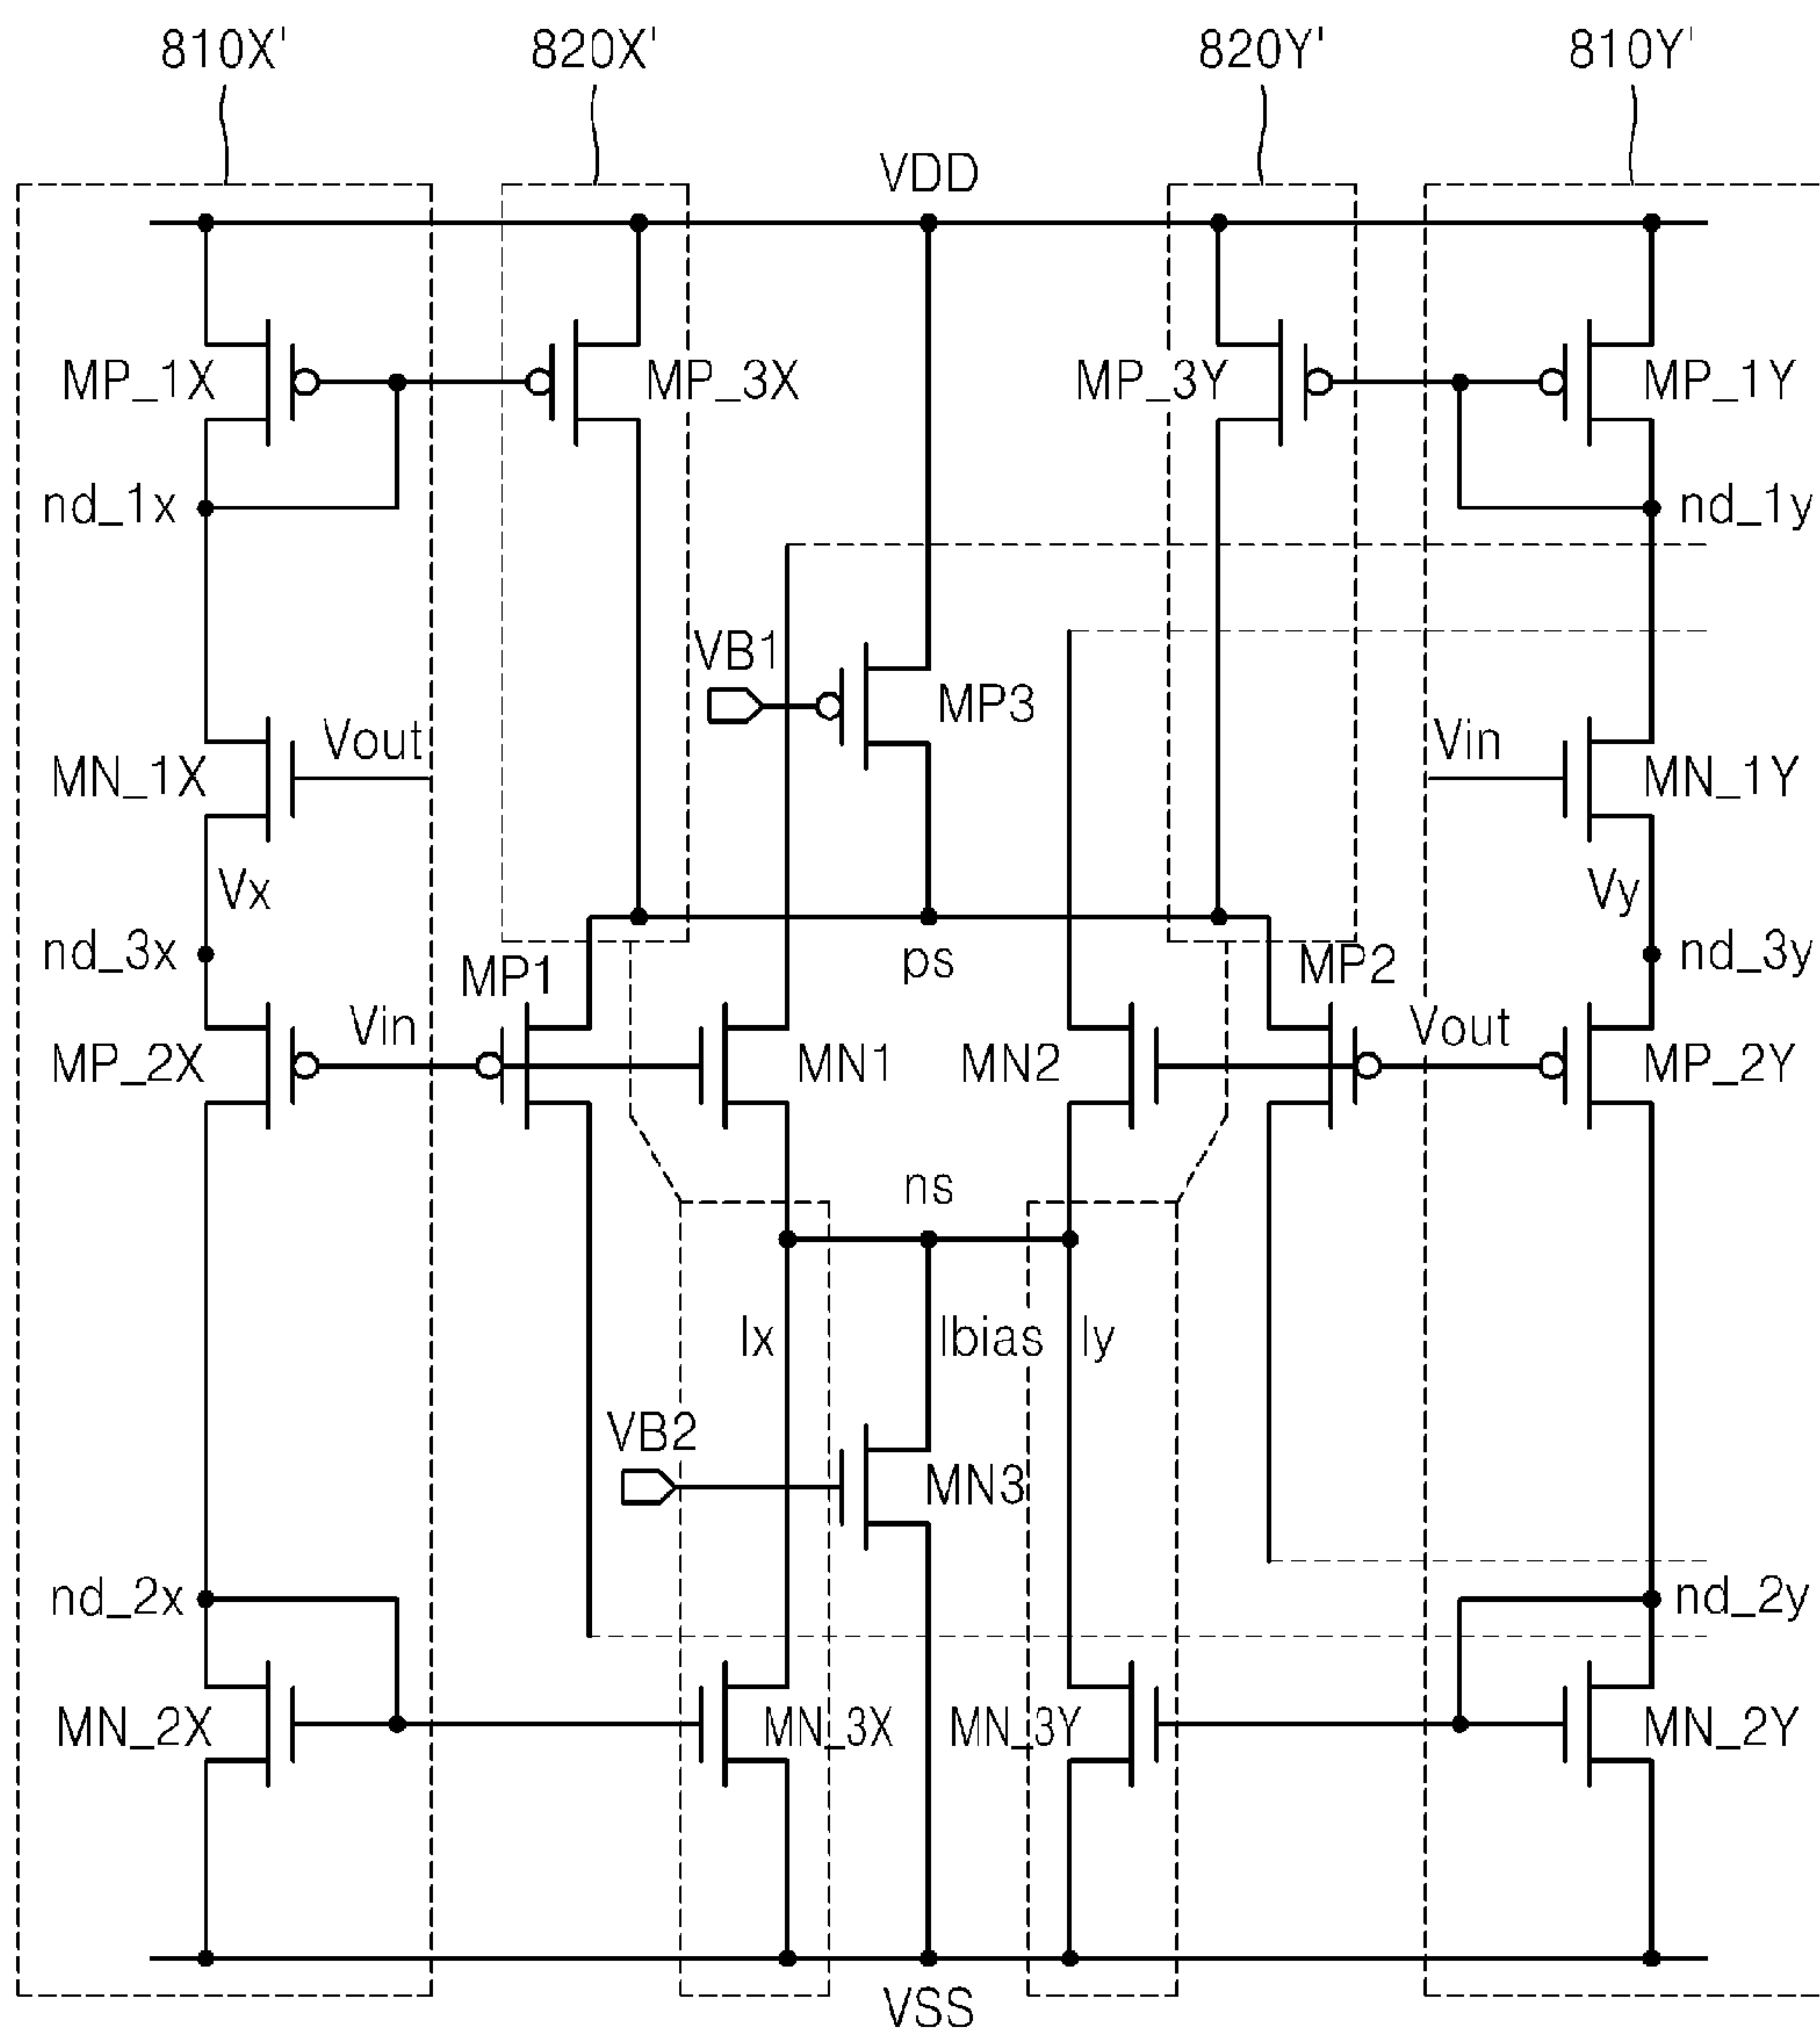 810X' 820X' 820Y' 810Y'
VDD
MP_1X MP_3X MP_3Y MP_1Y
nd_1x nd_1y
VB1
MP3
MN_1X Vout Vin MN_1Y
Vx Vy
nd_3x MP1 ps MP2 nd_3y
MP_2X Vin MN1 MN2 Vout MP_2Y
ns
Ix Ibias Iy
VB2
MN3
nd_2x nd_2y
MN_2X MN_3X MN_3Y MN_2Y
VSS